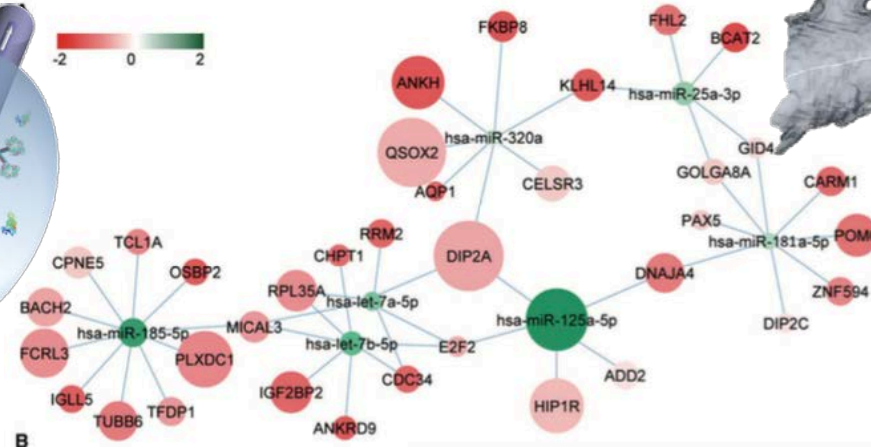 -2 0 2
FKBP8
FHL2
BCAT2
ANKH
KLHL14
hsa-miR-25a-3p
hsa-miR-320a
GID4
QSOX2
GOLGA8A
AQP1
CELSR3
CARM1
PAX5
hsa-miR-181a-5p
RRM2
TCL1A
CHPT1
DIP2A
CPNE5
OSBP2
DNAJA4
RPL35A
hsa-let-7a-5p
ZNF594
BACH2
hsa-miR-125a-5p
DIP2C
hsa-miR-185-5p
MICAL3
hsa-let-7b-5p
E2F2
FCRL3
PLXDC1
ADD2
CDC34
IGF2BP2
IGLL5
HIP1R
TFDP1
TUBB6
ANKRD9
B